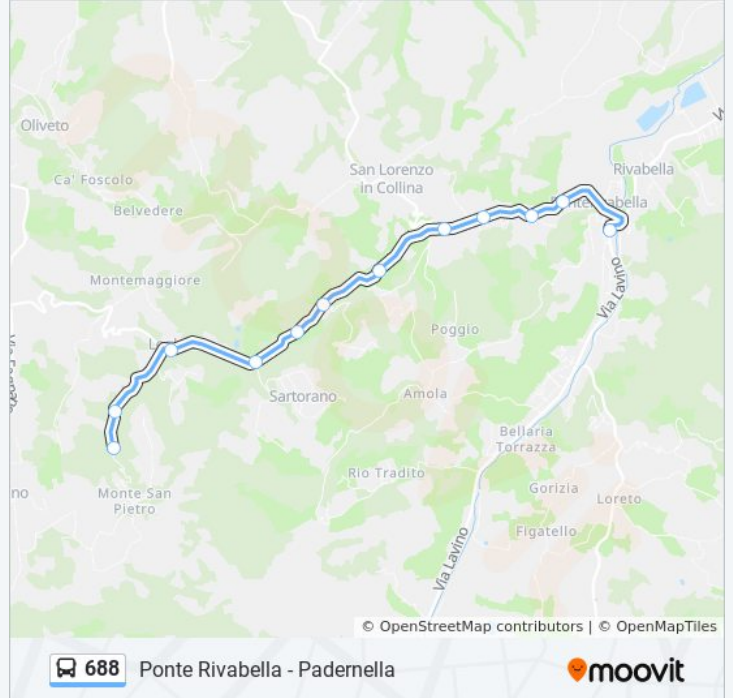 Oliveto
San Lorenzo
in Collina
Rivabella
Ca' Foscolo
Belvedere
Montemaggiore
Via Lavino
Poggio
Sartorano
Amola
Bellaria
Torrazza
Rio Tradito
Gorizia
Loreto
no
Monte San
Pietro
Figatello
Via Lavino
© OpenStreetMap contributors | © OpenMapTiles
688 Ponte Rivabella - Padernella
moovit